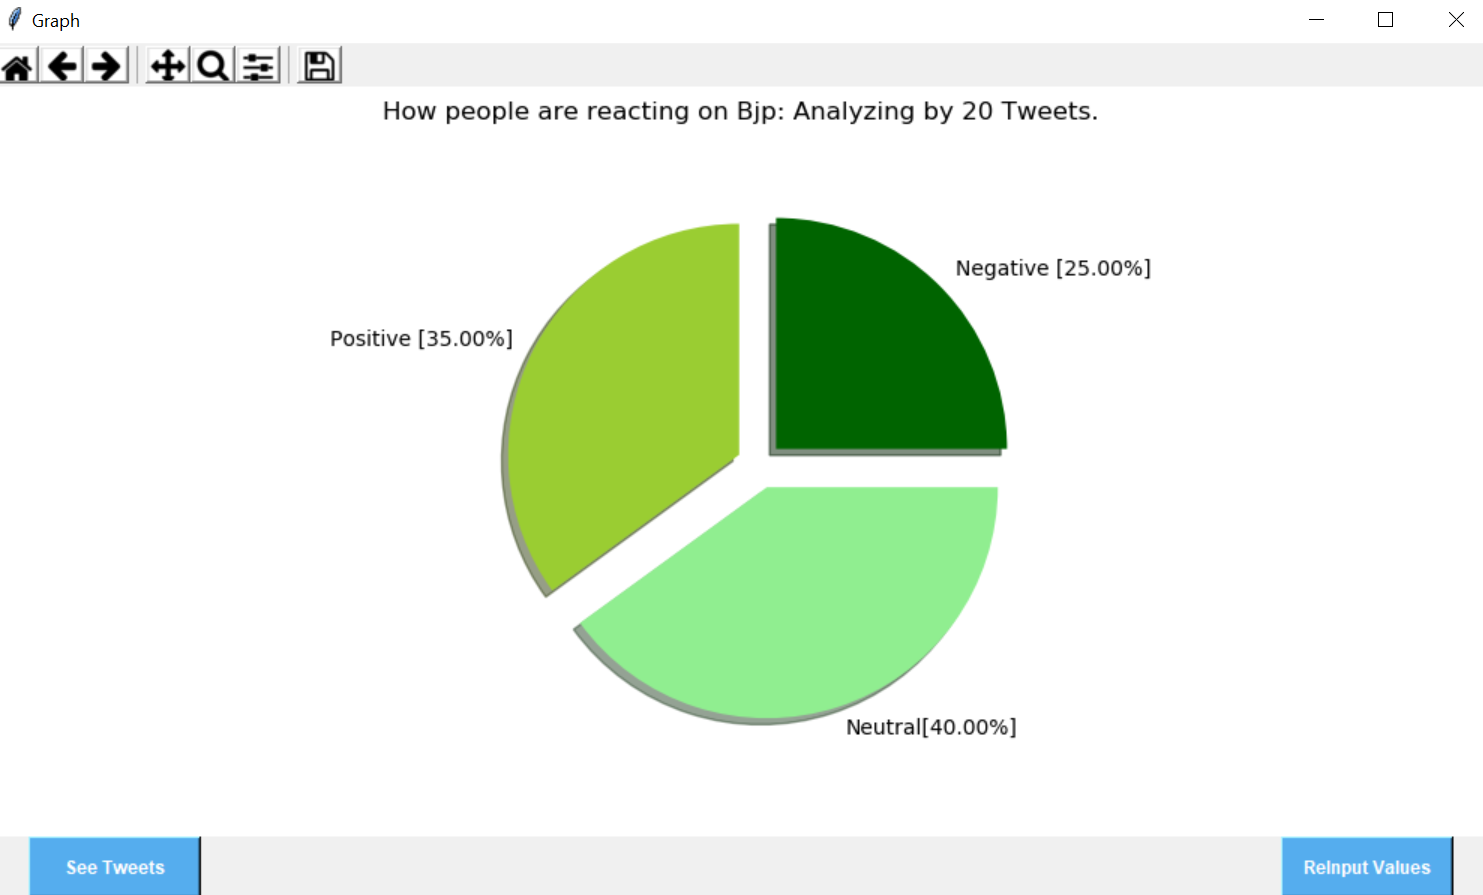 Graph
How people are reacting on Bjp: Analyzing by 20 Tweets.
Negative [25.00%]
Positive [35.00%]
Neutral[40.00%]
See Tweets
ReInput Values